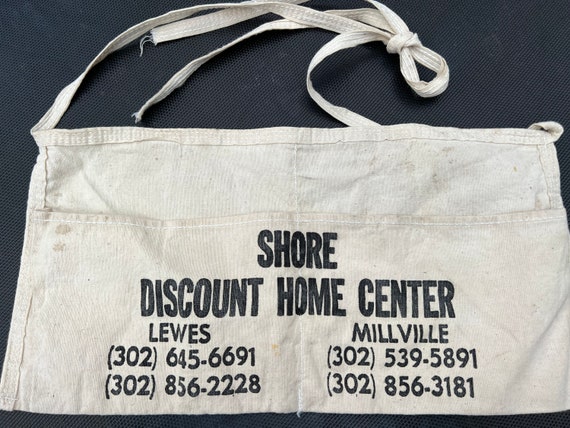 SHORE
DISCOUNT HOME CENTER
LEWES
(302) 645-6691
(302) 856-2228
MILLVILLE
(302) 539-5891
(302) 856-3181